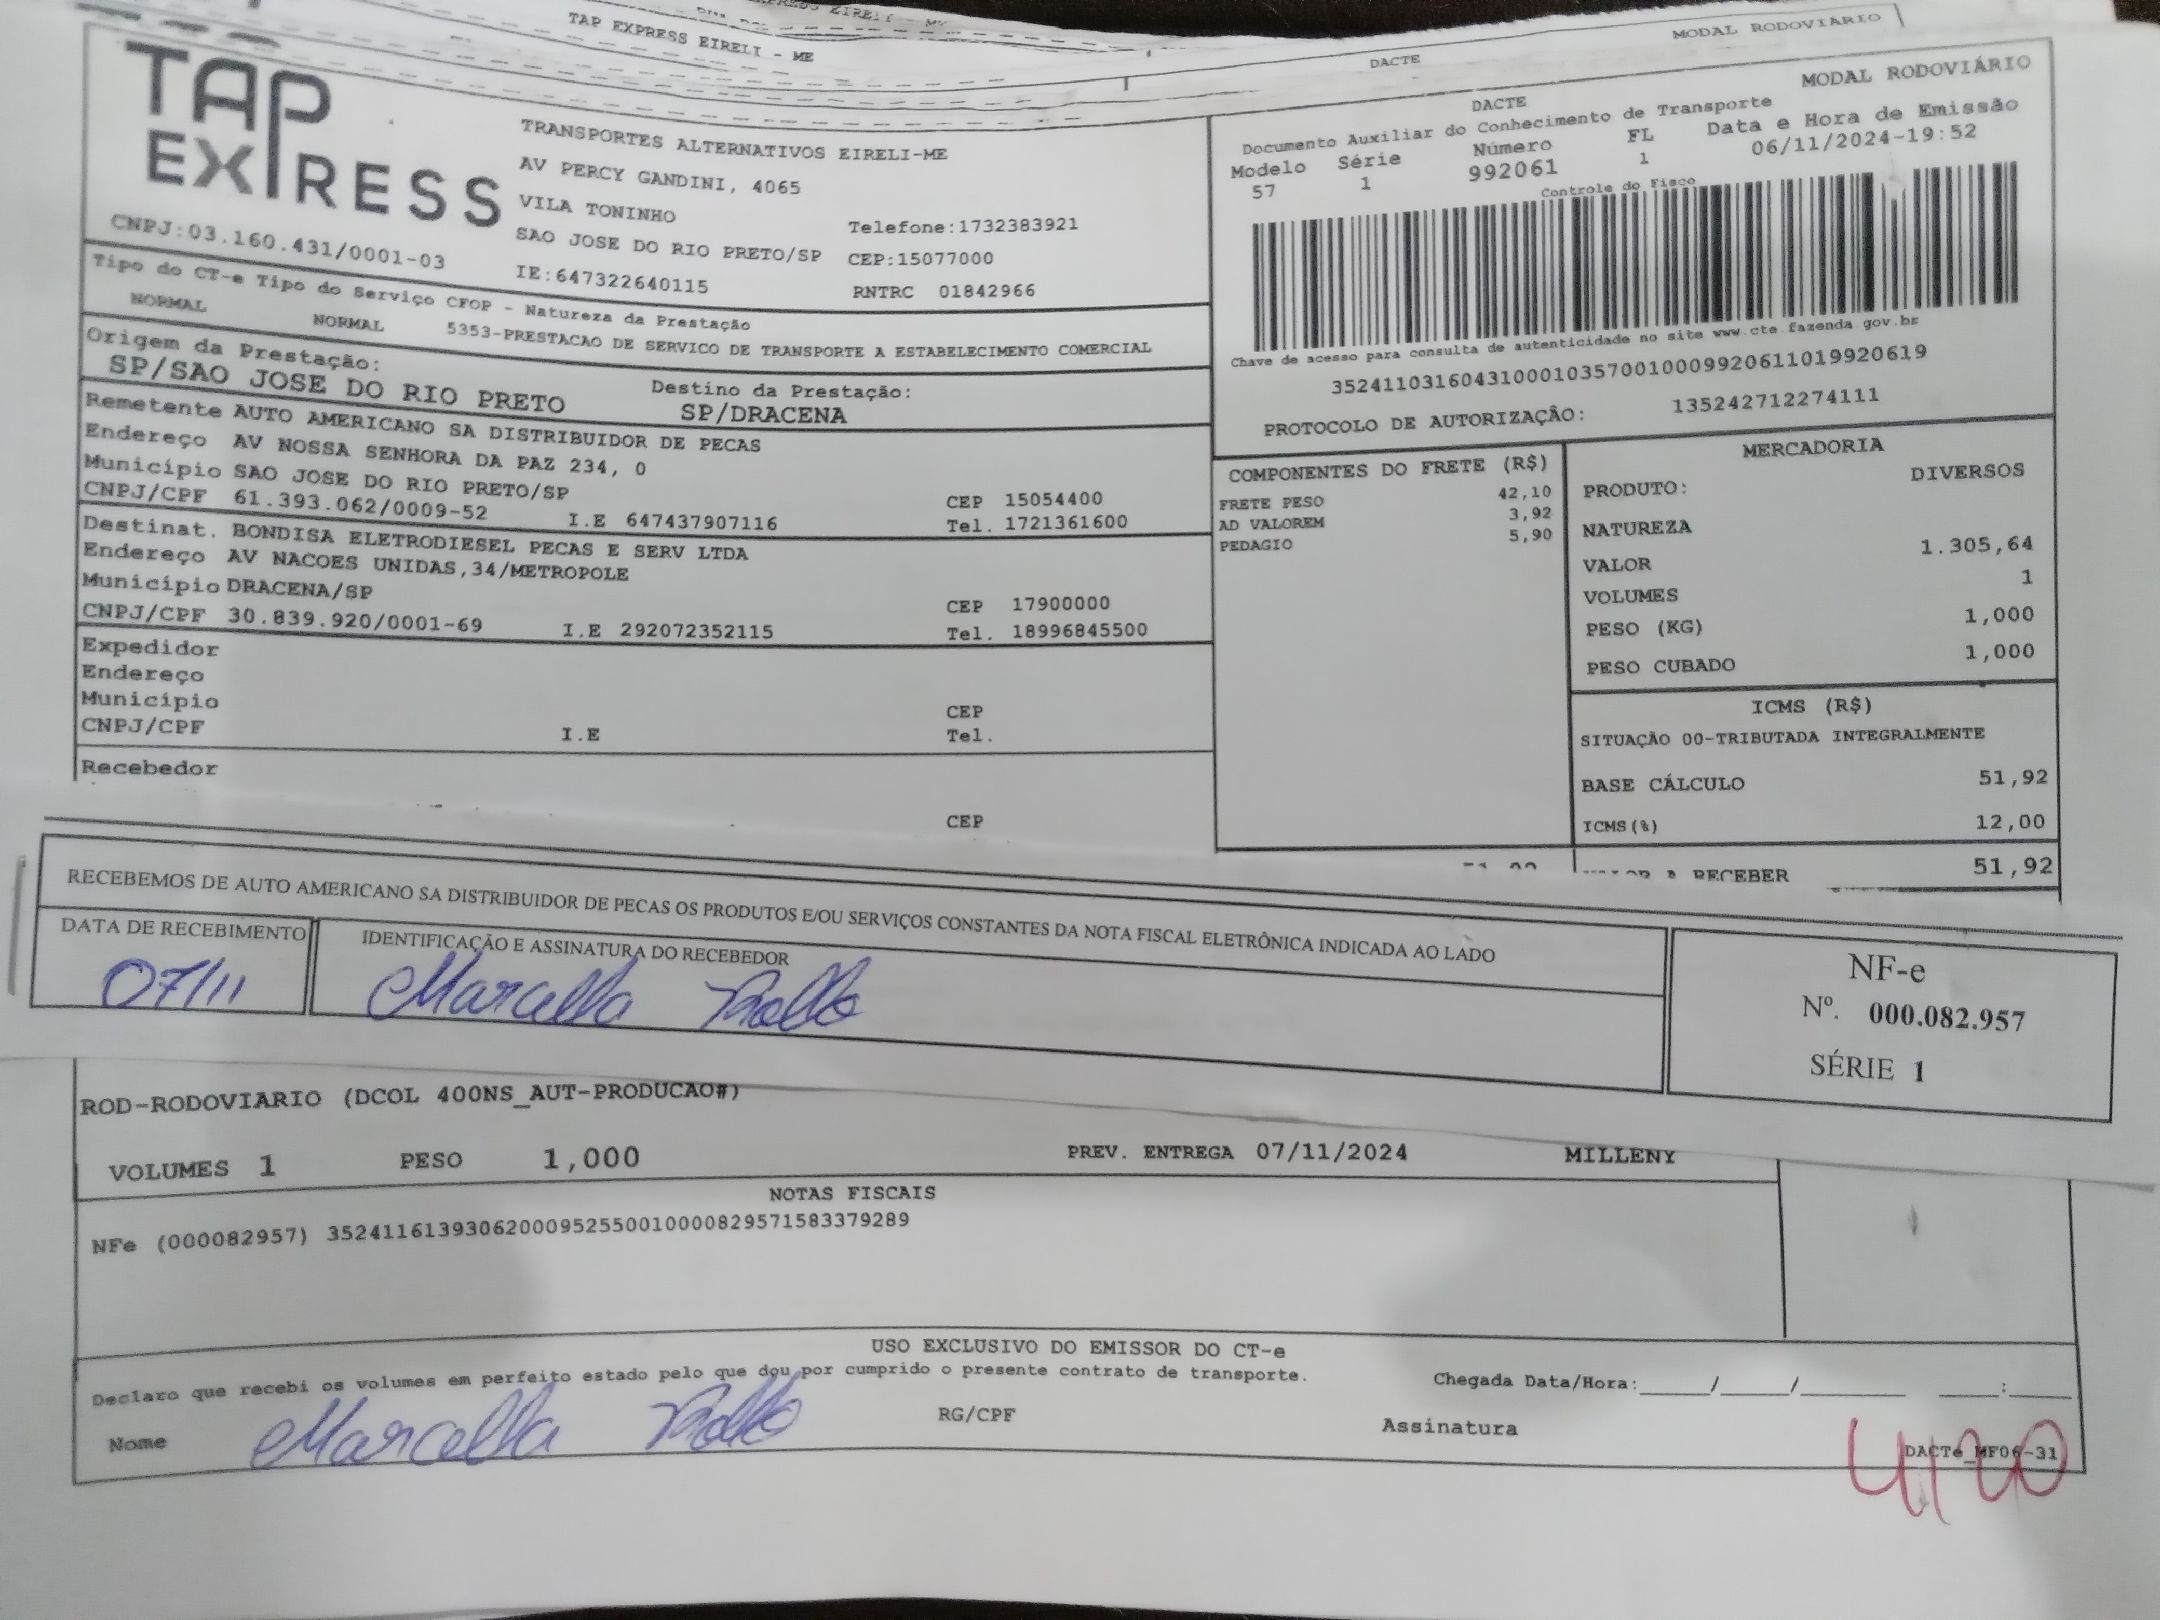 TAP EXPRESS EIRELI - ME
DACTE
MODAL RODOVIARIO
TAP
EXPRESS
CNPJ:03.160.431/0001-03
TRANSPORTES ALTERNATIVOS EIRELI-ME
AV PERCY GANDINI, 4065
VILA TONINHO
Telefone:1732383921
SAO JOSE DO RIO PRETO/SP CEP:15077000
IE:647322640115
RNTRC 01842966
DACTE
MODAL RODOVIÁRIO
Documento Auxiliar do Conhecimento de Transporte
Modelo Série Número FL Data e Hora de Emissão
57 1 992061 1 06/11/2024-19:52
Controle do Fisco
Chave de acesso para consulta de autenticidade no site www.cte.fazenda.gov.br
35241103160431000103570010009920611019920619
PROTOCOLO DE AUTORIZAÇÃO: 135242712274111
Tipo do CT-e Tipo do Serviço CFOP - Natureza da Prestação
NORMAL NORMAL 5353-PRESTACAO DE SERVICO DE TRANSPORTE A ESTABELECIMENTO COMERCIAL
Origem da Prestação:
SP/SAO JOSE DO RIO PRETO
Destino da Prestação:
SP/DRACENA
Remetente AUTO AMERICANO SA DISTRIBUIDOR DE PECAS
Endereço AV NOSSA SENHORA DA PAZ 234, 0
Município SAO JOSE DO RIO PRETO/SP CEP 15054400
CNPJ/CPF 61.393.062/0009-52 I.E 647437907116 Tel. 1721361600
Destinat. BONDISA ELETRODIESEL PECAS E SERV LTDA
Endereço AV NACOES UNIDAS,34/METROPOLE
Município DRACENA/SP CEP 17900000
CNPJ/CPF 30.839.920/0001-69 I.E 292072352115 Tel. 18996845500
Expedidor
Endereço
Município CEP
CNPJ/CPF I.E Tel.
Recebedor
CEP
COMPONENTES DO FRETE (R$)
FRETE PESO 42,10
AD VALOREM 3,92
PEDAGIO 5,90
MERCADORIA
PRODUTO: DIVERSOS
NATUREZA
VALOR 1.305,64
VOLUMES 1
PESO (KG) 1,000
PESO CUBADO 1,000
ICMS (R$)
SITUAÇÃO 00-TRIBUTADA INTEGRALMENTE
BASE CÁLCULO 51,92
ICMS(%) 12,00
A RECEBER 51,92
RECEBEMOS DE AUTO AMERICANO SA DISTRIBUIDOR DE PECAS OS PRODUTOS E/OU SERVIÇOS CONSTANTES DA NOTA FISCAL ELETRÔNICA INDICADA AO LADO
DATA DE RECEBIMENTO
07/11
IDENTIFICAÇÃO E ASSINATURA DO RECEBEDOR
Marcella
NF-e
Nº. 000.082.957
SÉRIE 1
ROD-RODOVIARIO (DCOL 400NS_AUT-PRODUCAO#)
VOLUMES 1 PESO 1,000 PREV. ENTREGA 07/11/2024 MILLENY
NOTAS FISCAIS
NFe (000082957) 35241161393062000952550010000829571583379289
USO EXCLUSIVO DO EMISSOR DO CT-e
Declaro que recebi os volumes em perfeito estado pelo que dou por cumprido o presente contrato de transporte.
Chegada Data/Hora:_____/_____/________ _____:_____
Nome Marcella RG/CPF Assinatura
DACTe_MF06-31